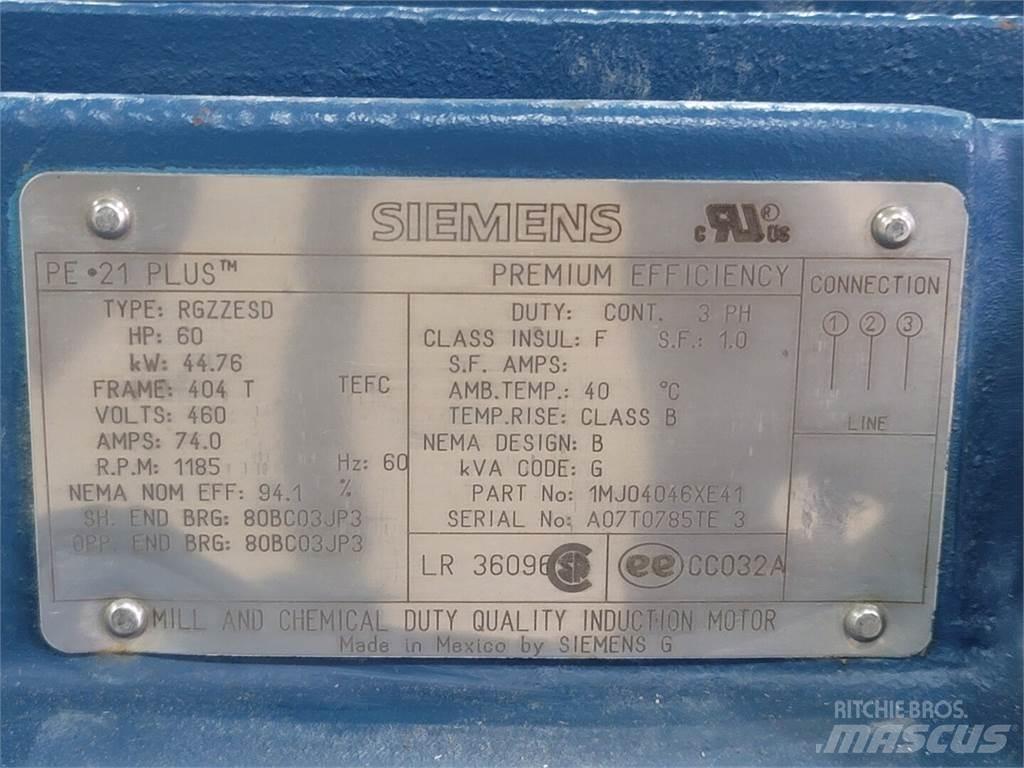 SIEMENS
c RU ® US
PE•21 PLUS™ PREMIUM EFFICIENCY
TYPE: RGZZESD
HP: 60
kW: 44.76
FRAME: 404 T TEFC
VOLTS: 460
AMPS: 74.0
R.P.M: 1185 Hz: 60
NEMA NOM EFF: 94.1 %
SH. END BRG: 80BC03JP3
OPP. END BRG: 80BC03JP3
DUTY: CONT. 3 PH
CLASS INSUL: F S.F.: 1.0
S.F. AMPS:
AMB.TEMP.: 40 °C
TEMP.RISE: CLASS B
NEMA DESIGN: B
kVA CODE: G
PART No: 1MJ04046XE41
SERIAL No: A07T0785TE 3
CONNECTION
1 2 3
LINE
LR 36096 SA
ee CC032A
MILL AND CHEMICAL DUTY QUALITY INDUCTION MOTOR
Made in Mexico by SIEMENS G
RITCHIE BROS.
MASCUS